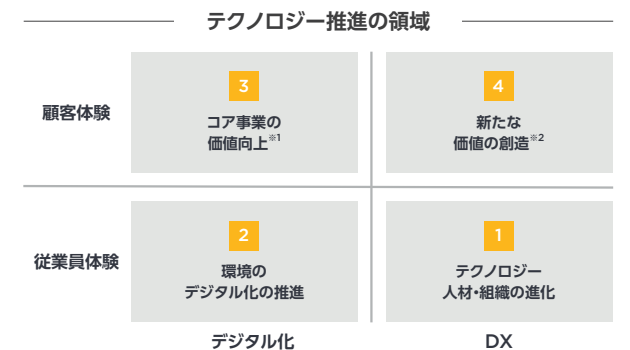 テクノロジー推進の領域
顧客体験
3
コア事業の
価値向上※1
4
新たな
価値の創造※2
従業員体験
2
環境の
デジタル化の推進
1
テクノロジー
人材・組織の進化
デジタル化
DX